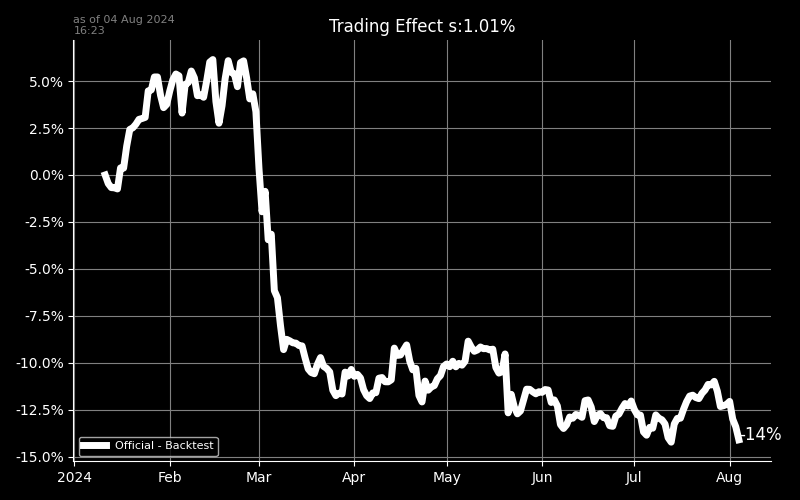 as of 04 Aug 2024
16:23
Trading Effect s:1.01%
5.0%
2.5%
0.0%
-2.5%
-5.0%
-7.5%
-10.0%
-12.5%
-15.0%
-14%
Official - Backtest
2024 Feb Mar Apr May Jun Jul Aug